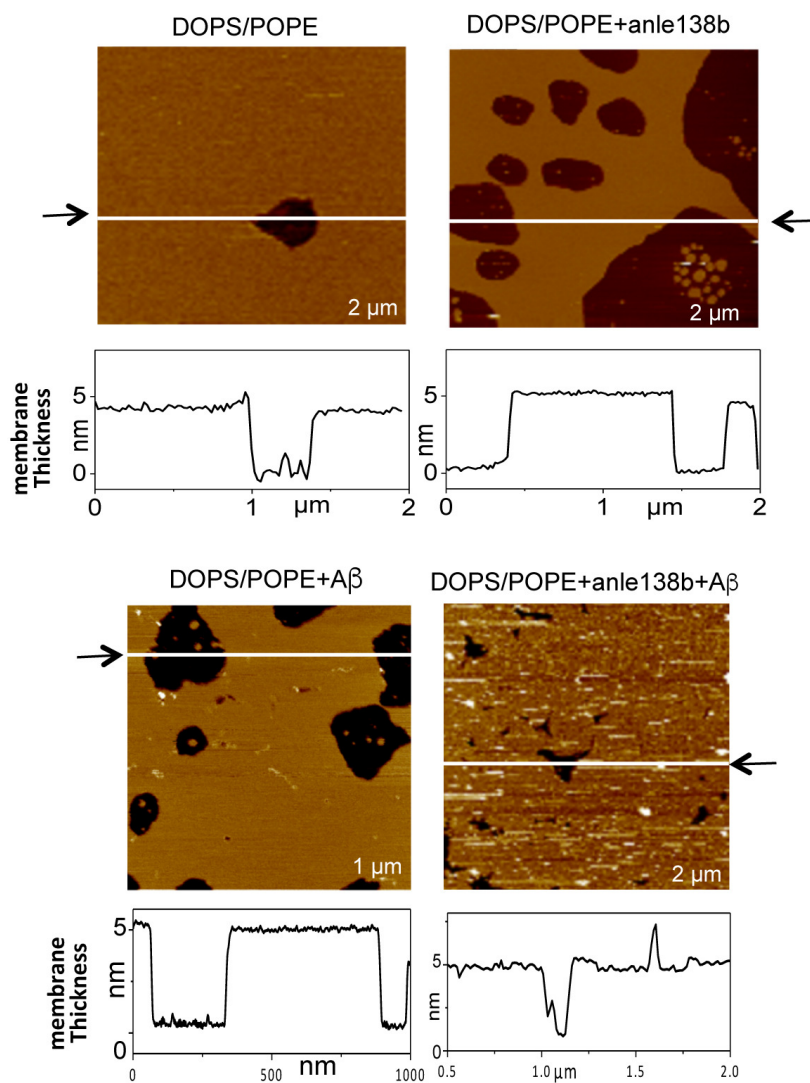 DOPS/POPE
DOPS/POPE+anle138b
2 µm
2 µm
membrane
Thickness
nm
5
0
0
1
µm
2
nm
5
0
0
1
µm
2
DOPS/POPE+Aβ
DOPS/POPE+anle138b+Aβ
1 µm
2 µm
membrane
Thickness
nm
5
0
0
500
nm
1000
nm
5
0
0.5
1.0
µm
1.5
2.0